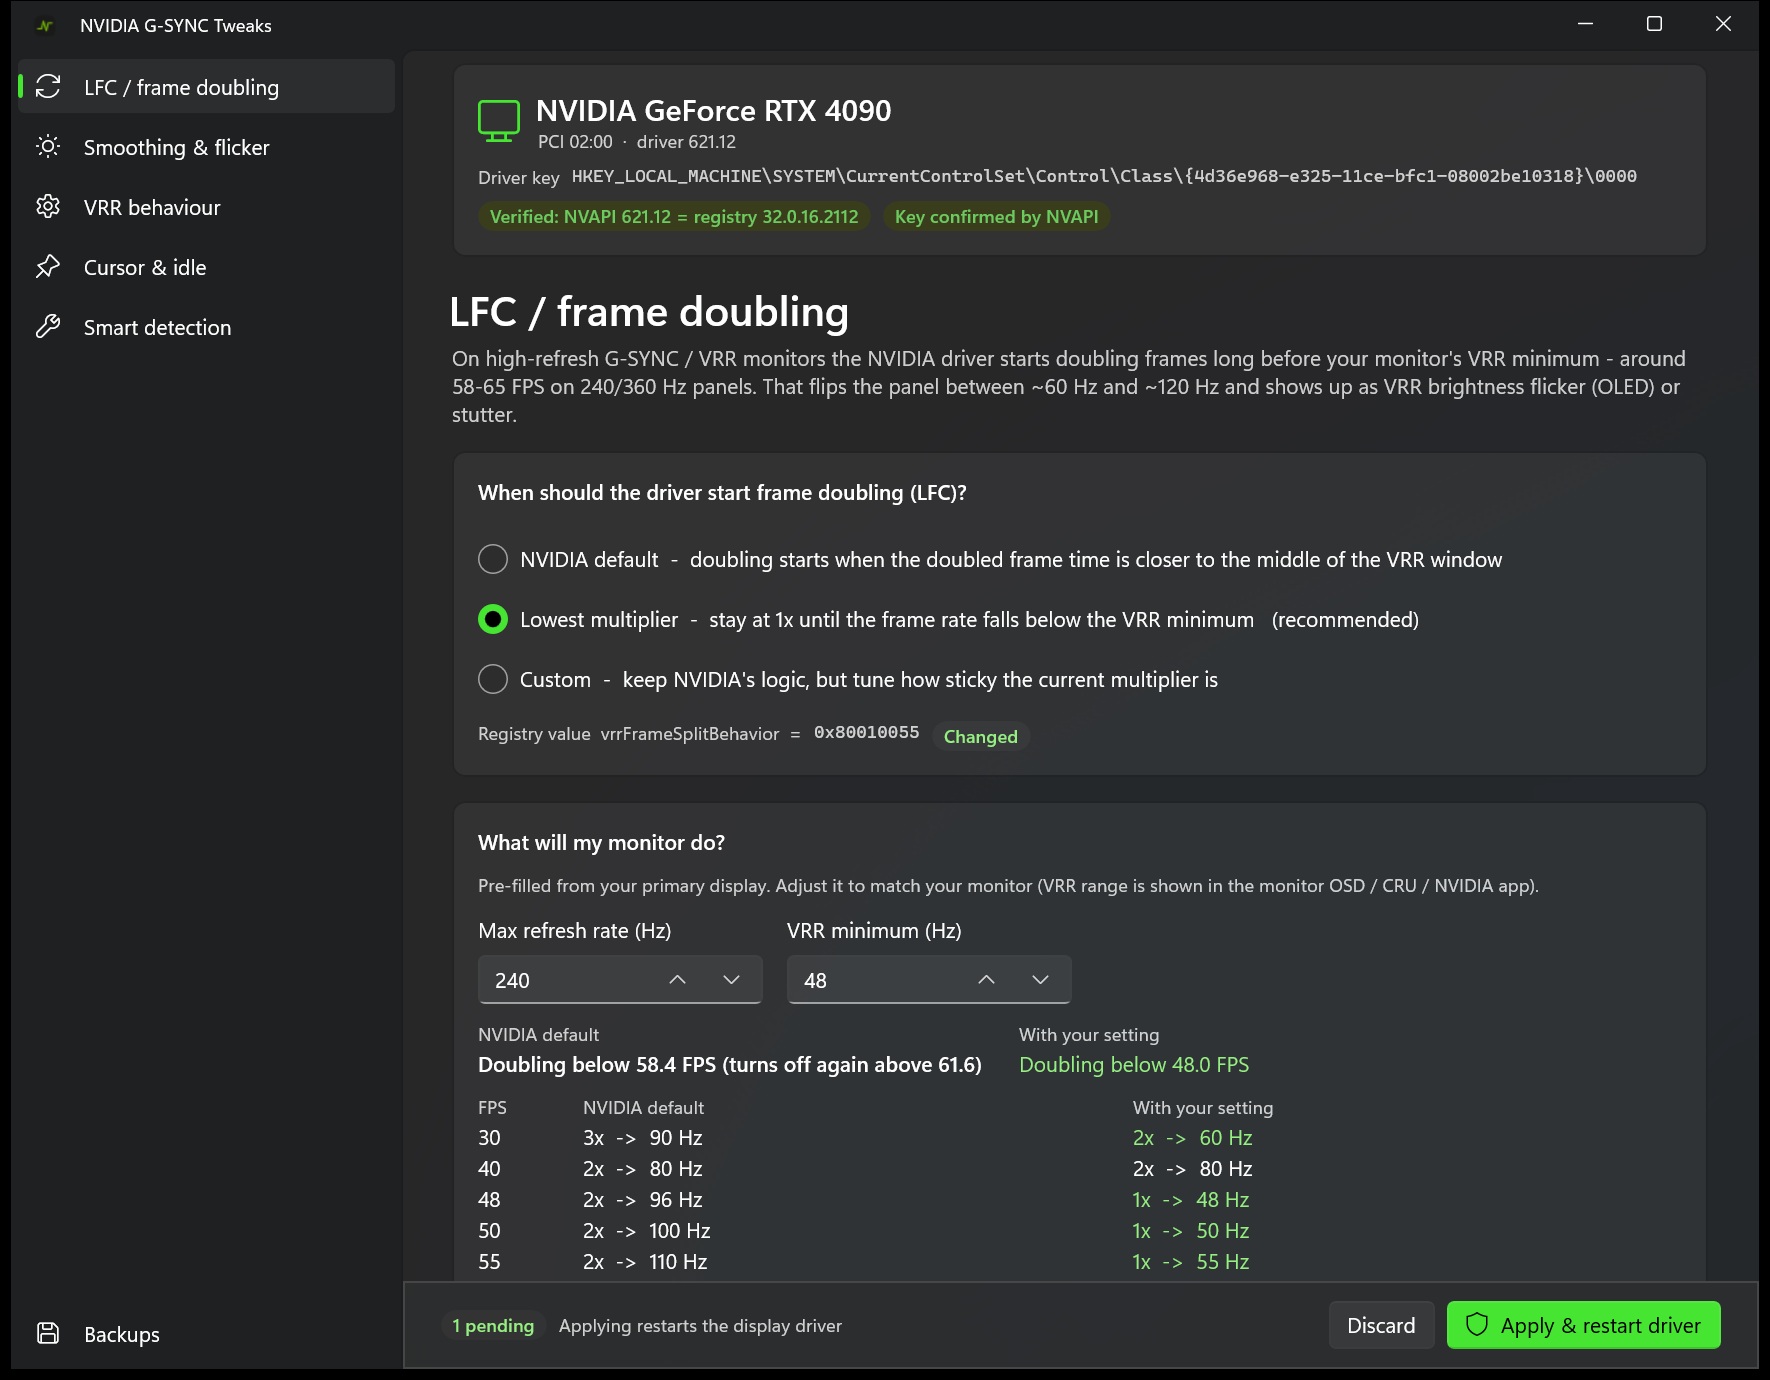 NVIDIA G-SYNC Tweaks
LFC / frame doubling
Smoothing & flicker
VRR behaviour
Cursor & idle
Smart detection
Backups
NVIDIA GeForce RTX 4090
PCI 02:00 · driver 621.12
Driver key HKEY_LOCAL_MACHINE\SYSTEM\CurrentControlSet\Control\Class\{4d36e968-e325-11ce-bfc1-08002be10318}\0000
Verified: NVAPI 621.12 = registry 32.0.16.2112 Key confirmed by NVAPI
LFC / frame doubling
On high-refresh G-SYNC / VRR monitors the NVIDIA driver starts doubling frames long before your monitor's VRR minimum - around
58-65 FPS on 240/360 Hz panels. That flips the panel between ~60 Hz and ~120 Hz and shows up as VRR brightness flicker (OLED) or
stutter.
When should the driver start frame doubling (LFC)?
NVIDIA default - doubling starts when the doubled frame time is closer to the middle of the VRR window
Lowest multiplier - stay at 1x until the frame rate falls below the VRR minimum (recommended)
Custom - keep NVIDIA's logic, but tune how sticky the current multiplier is
Registry value vrrFrameSplitBehavior = 0x80010055 Changed
What will my monitor do?
Pre-filled from your primary display. Adjust it to match your monitor (VRR range is shown in the monitor OSD / CRU / NVIDIA app).
Max refresh rate (Hz) VRR minimum (Hz)
240 48
NVIDIA default With your setting
Doubling below 58.4 FPS (turns off again above 61.6) Doubling below 48.0 FPS
FPS NVIDIA default With your setting
30 3x -> 90 Hz 2x -> 60 Hz
40 2x -> 80 Hz 2x -> 80 Hz
48 2x -> 96 Hz 1x -> 48 Hz
50 2x -> 100 Hz 1x -> 50 Hz
55 2x -> 110 Hz 1x -> 55 Hz
1 pending Applying restarts the display driver Discard Apply & restart driver